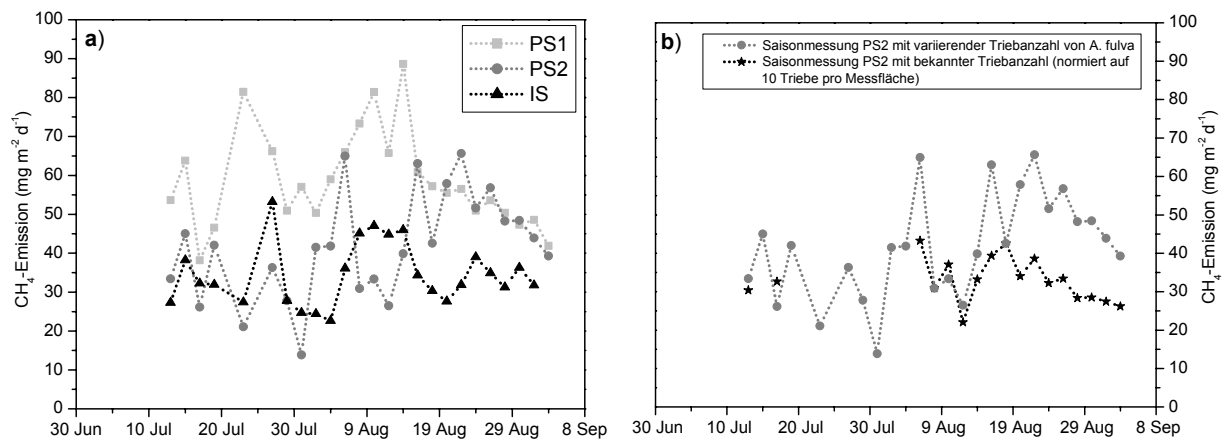 a)
PS1
PS2
IS
CH4-Emission (mg m-2 d-1)
100
90
80
70
60
50
40
30
20
10
0
30 Jun
10 Jul
20 Jul
30 Jul
9 Aug
19 Aug
29 Aug
8 Sep
b)
Saisonmessung PS2 mit variierender Triebanzahl von A. fulva
Saisonmessung PS2 mit bekannter Triebanzahl (normiert auf
10 Triebe pro Messfläche)
100
90
80
70
60
50
40
30
20
10
0
CH4-Emission (mg m-2 d-1)
30 Jun
10 Jul
20 Jul
30 Jul
9 Aug
19 Aug
29 Aug
8 Sep